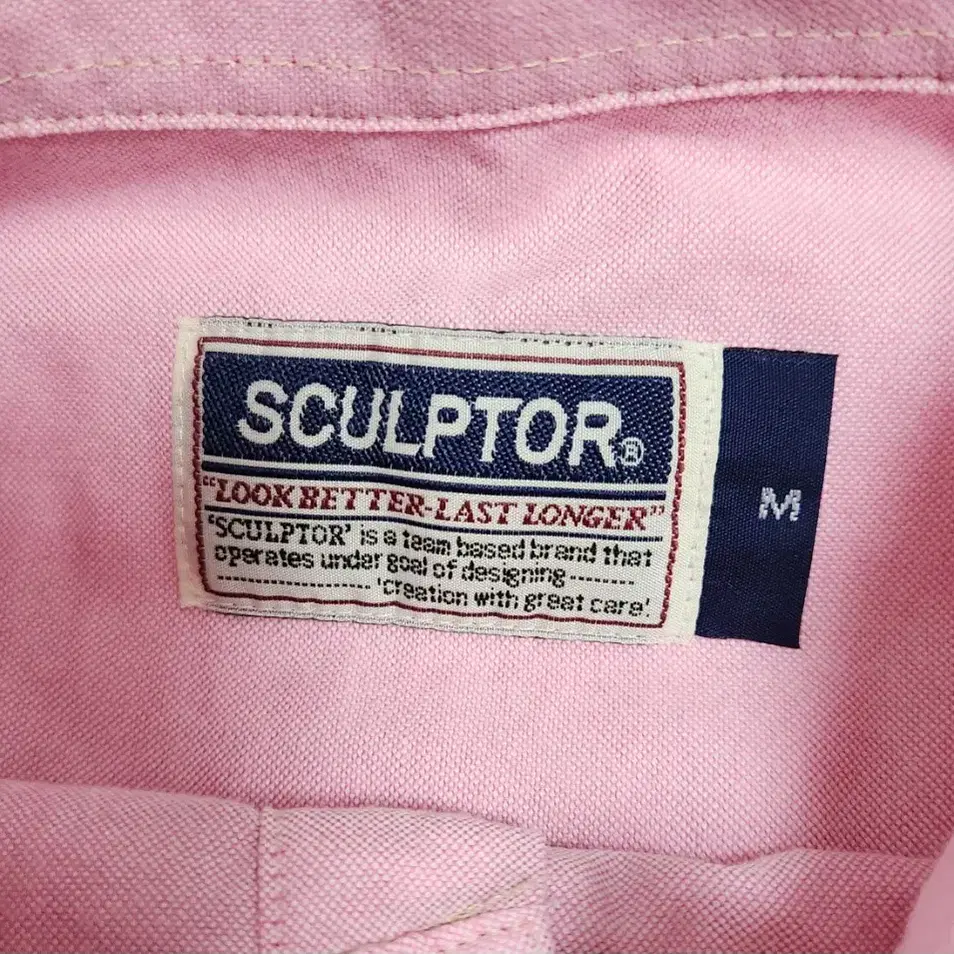 SCULPTOR®
"LOOK BETTER-LAST LONGER"
'SCULPTOR' is a team based brand that
operates under goal of designing --------
-------------------- 'creation with great care'
M